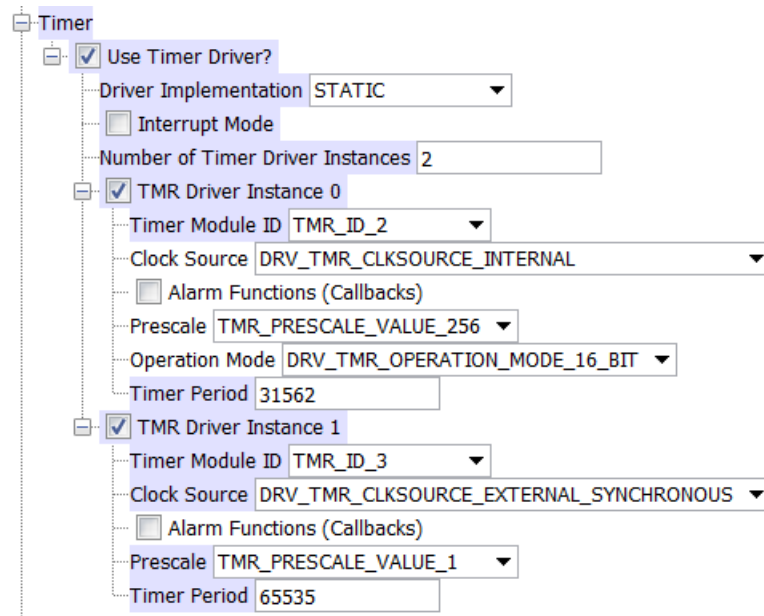 Timer
Use Timer Driver?
Driver Implementation STATIC
Interrupt Mode
Number of Timer Driver Instances 2
TMR Driver Instance 0
Timer Module ID TMR_ID_2
Clock Source DRV_TMR_CLKSOURCE_INTERNAL
Alarm Functions (Callbacks)
Prescale TMR_PRESCALE_VALUE_256
Operation Mode DRV_TMR_OPERATION_MODE_16_BIT
Timer Period 31562
TMR Driver Instance 1
Timer Module ID TMR_ID_3
Clock Source DRV_TMR_CLKSOURCE_EXTERNAL_SYNCHRONOUS
Alarm Functions (Callbacks)
Prescale TMR_PRESCALE_VALUE_1
Timer Period 65535